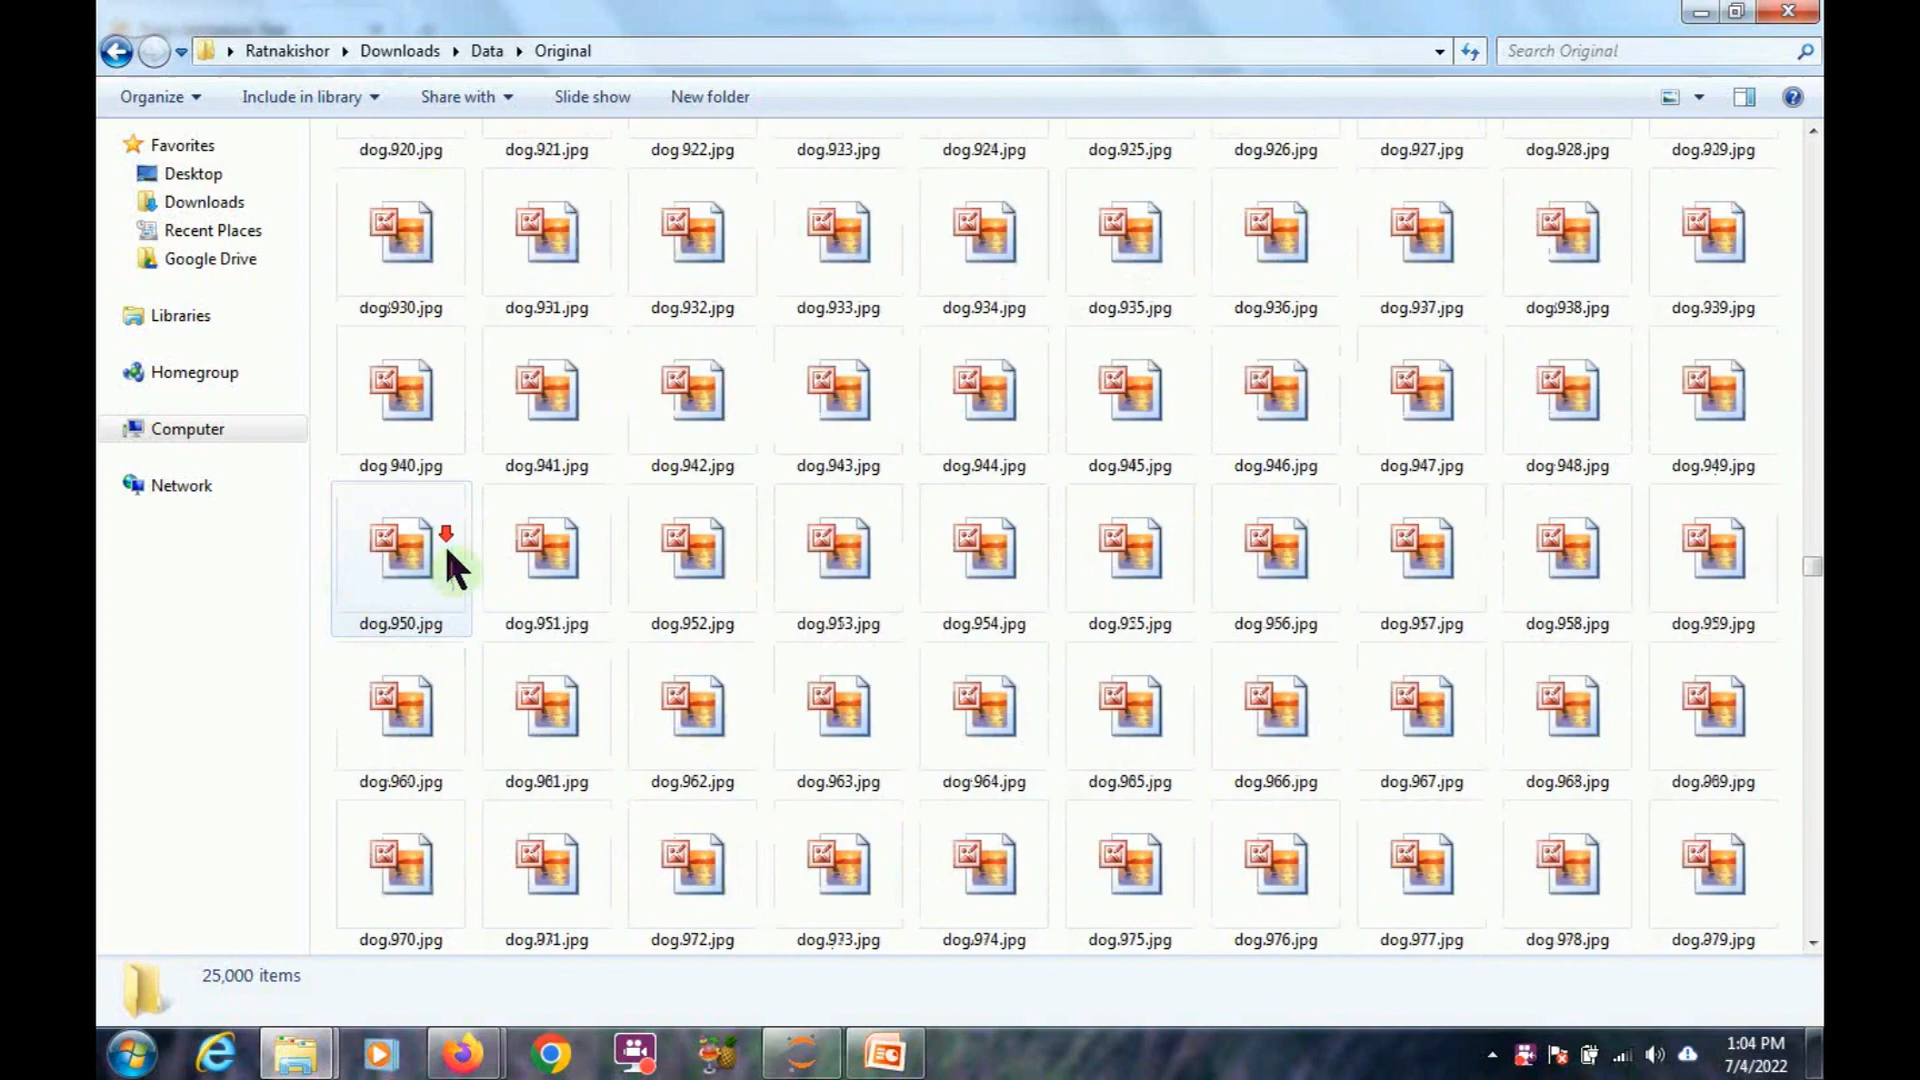 Ratnakishor Downloads Data Original
Search Original
Organize Include in library Share with Slide show New folder
Favorites
Desktop
Downloads
Recent Places
Google Drive
Libraries
Homegroup
Computer
Network
dog.920.jpg dog.921.jpg dog.922.jpg dog.923.jpg dog.924.jpg dog.925.jpg dog.926.jpg dog.927.jpg dog.928.jpg dog.929.jpg
dog.930.jpg dog.931.jpg dog.932.jpg dog.933.jpg dog.934.jpg dog.935.jpg dog.936.jpg dog.937.jpg dog.938.jpg dog.939.jpg
dog.940.jpg dog.941.jpg dog.942.jpg dog.943.jpg dog.944.jpg dog.945.jpg dog.946.jpg dog.947.jpg dog.948.jpg dog.949.jpg
dog.950.jpg dog.951.jpg dog.952.jpg dog.953.jpg dog.954.jpg dog.955.jpg dog.956.jpg dog.957.jpg dog.958.jpg dog.959.jpg
dog.960.jpg dog.961.jpg dog.962.jpg dog.963.jpg dog.964.jpg dog.965.jpg dog.966.jpg dog.967.jpg dog.968.jpg dog.969.jpg
dog.970.jpg dog.971.jpg dog.972.jpg dog.973.jpg dog.974.jpg dog.975.jpg dog.976.jpg dog.977.jpg dog.978.jpg dog.979.jpg
25,000 items
1:04 PM
7/4/2022